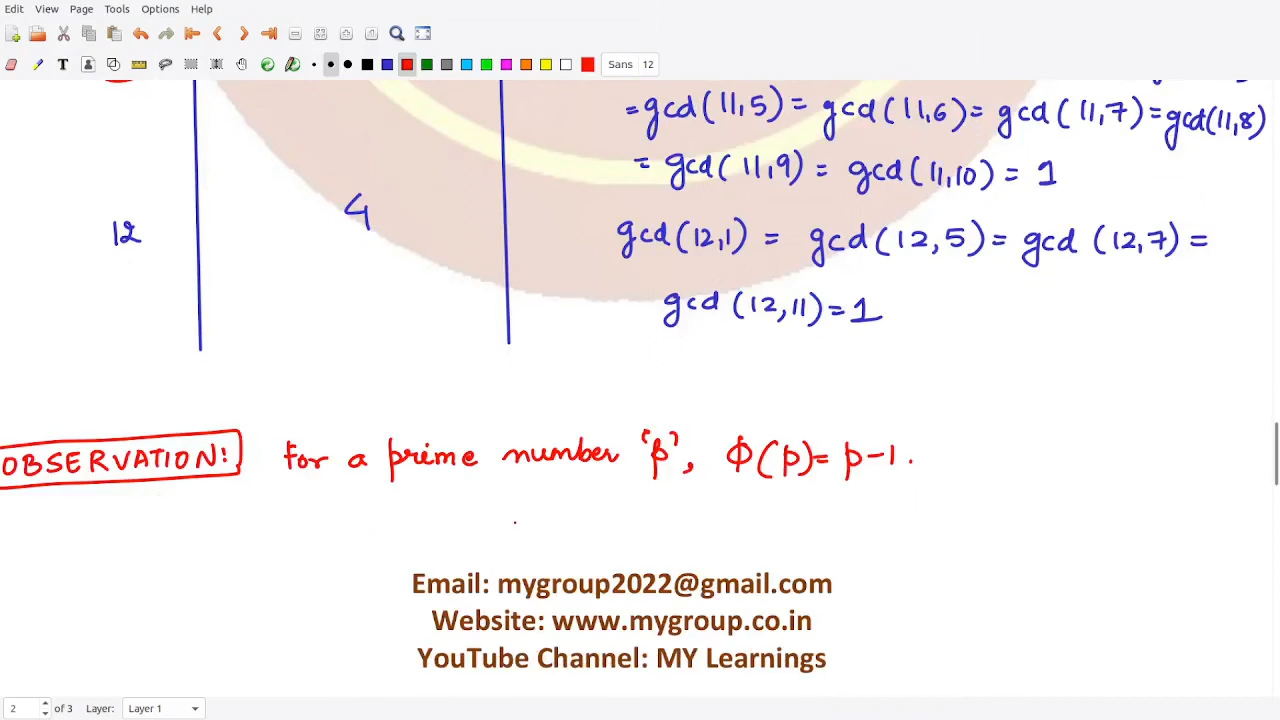 Edit View Page Tools Options Help
Sans 12
= gcd(11,5) = gcd(11,6) = gcd(11,7) = gcd(11,8)
= gcd(11,9) = gcd(11,10) = 1
12 4 gcd(12,1) = gcd(12,5) = gcd(12,7) =
gcd(12,11) = 1
OBSERVATION: For a prime number 'p', Φ(p) = p-1.
Email: mygroup2022@gmail.com
Website: www.mygroup.co.in
YouTube Channel: MY Learnings
2 of 3 Layer: Layer 1